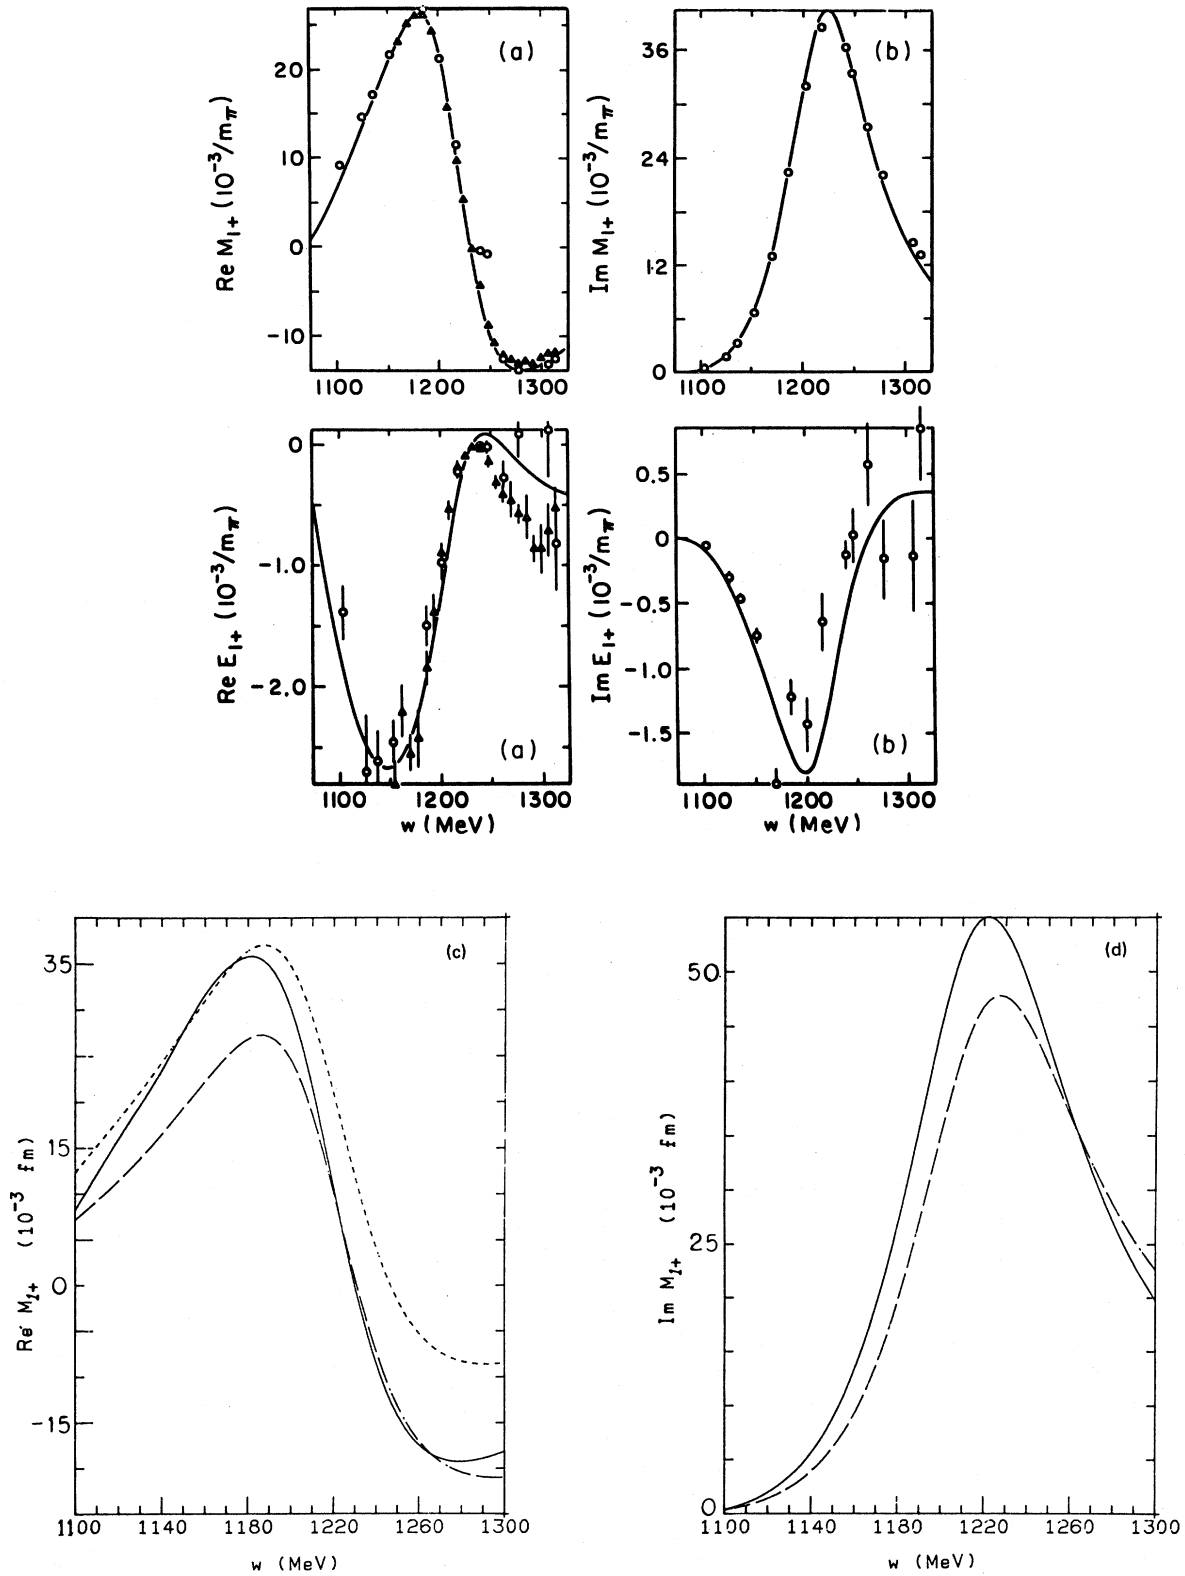 (a)
20
10
0
-10
Re M1+ (10-3/mπ)
1100 1200 1300
(b)
36
24
12
0
Im M1+ (10-3/mπ)
1100 1200 1300
0
-1.0
-2.0
Re E1+ (10-3/mπ)
(a)
1100 1200 1300
w (MeV)
0.5
0
-0.5
-1.0
-1.5
Im E1+ (10-3/mπ)
(b)
1100 1200 1300
w (MeV)
(c)
35
15
0
-15
Re M1+ (10-3 fm)
1100 1140 1180 1220 1260 1300
w (MeV)
(d)
50
25
0
Im M1+ (10-3 fm)
1100 1140 1180 1220 1260 1300
w (MeV)